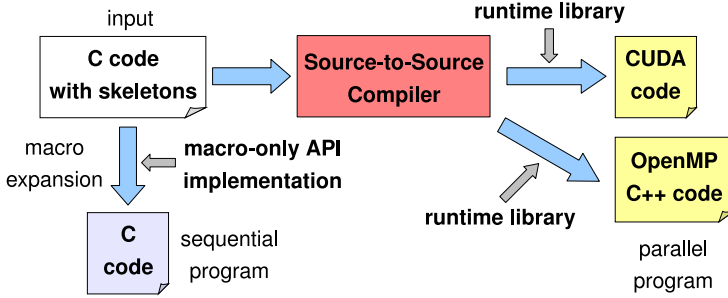 input
C code
with skeletons
Source-to-Source
Compiler
runtime library
CUDA
code
macro
expansion
macro-only API
implementation
runtime library
OpenMP
C++ code
C
code
sequential
program
parallel
program